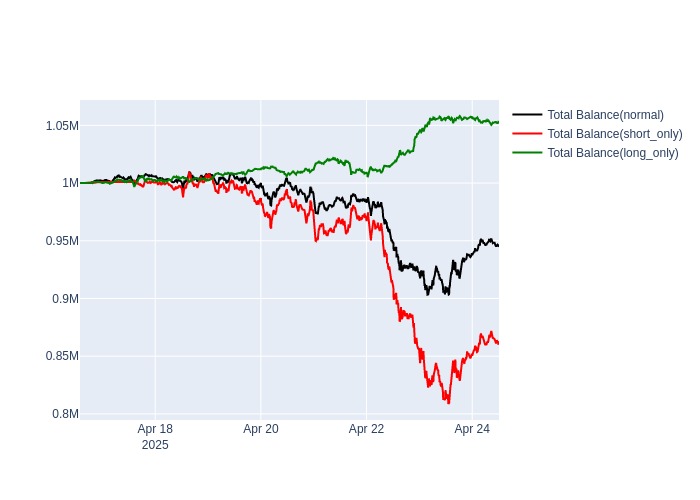 1.05M
1M
0.95M
0.9M
0.85M
0.8M
Apr 18
2025
Apr 20
Apr 22
Apr 24
Total Balance(normal)
Total Balance(short_only)
Total Balance(long_only)